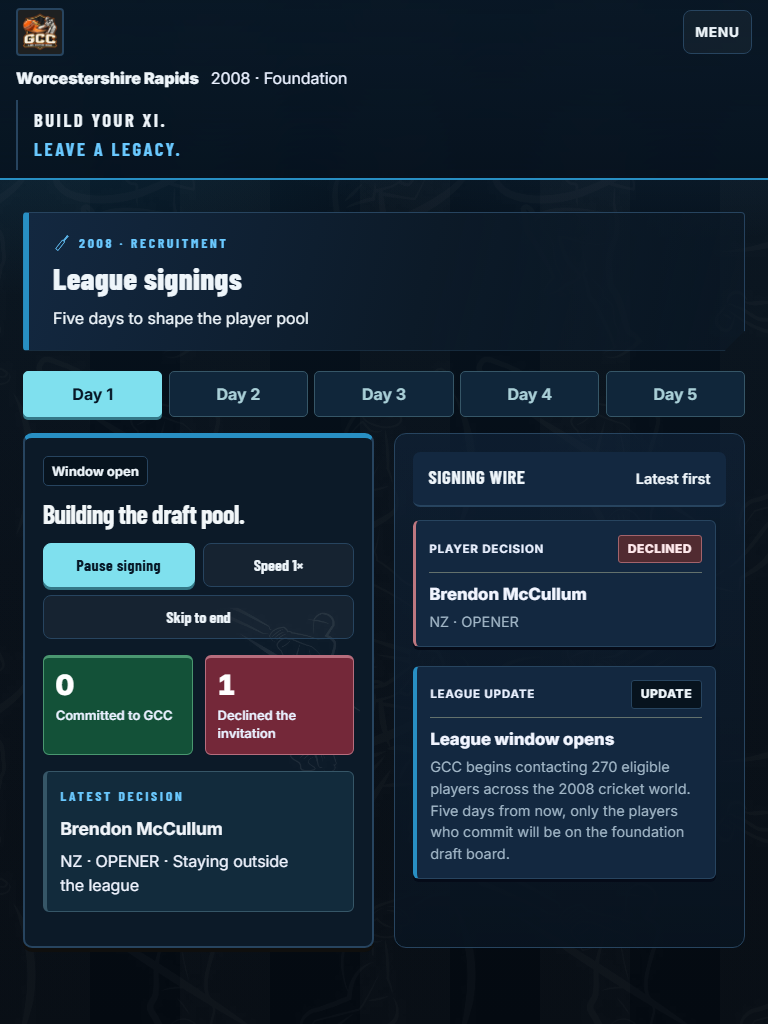 GCC
MENU
Worcestershire Rapids 2008 · Foundation
BUILD YOUR XI.
LEAVE A LEGACY.
2008 · RECRUITMENT
League signings
Five days to shape the player pool
Day 1
Day 2
Day 3
Day 4
Day 5
Window open
Building the draft pool.
Pause signing
Speed 1×
Skip to end
0
Committed to GCC
1
Declined the
invitation
LATEST DECISION
Brendon McCullum
NZ · OPENER · Staying outside
the league
SIGNING WIRE
Latest first
PLAYER DECISION
DECLINED
Brendon McCullum
NZ · OPENER
LEAGUE UPDATE
UPDATE
League window opens
GCC begins contacting 270 eligible
players across the 2008 cricket world.
Five days from now, only the players
who commit will be on the foundation
draft board.